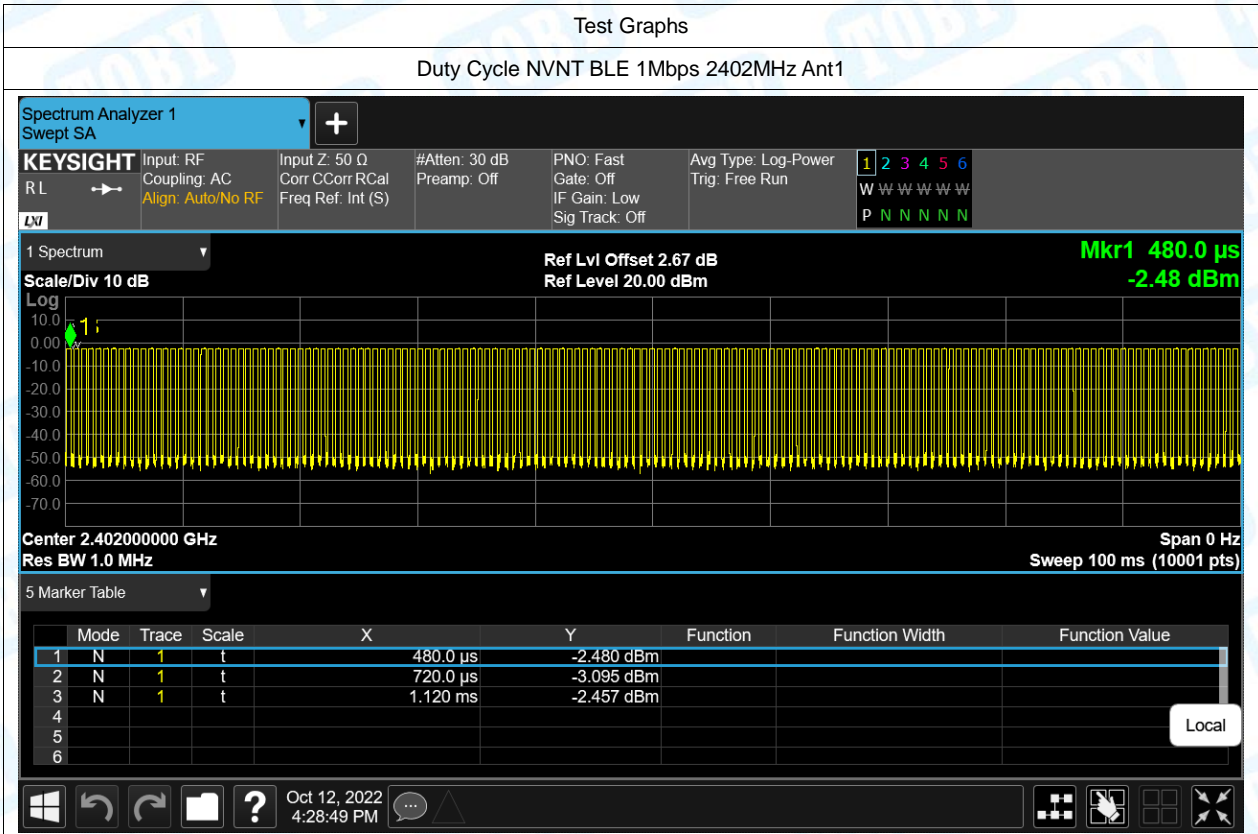 Test Graphs
Duty Cycle NVNT BLE 1Mbps 2402MHz Ant1
Spectrum Analyzer 1
Swept SA
KEYSIGHT
R L
LXI
Input: RF
Coupling: AC
Align: Auto/No RF
Input Z: 50 Ω
Corr CCorr RCal
Freq Ref: Int (S)
#Atten: 30 dB
Preamp: Off
PNO: Fast
Gate: Off
IF Gain: Low
Sig Track: Off
Avg Type: Log-Power
Trig: Free Run
1 2 3 4 5 6
W W W W W W
P N N N N N
1 Spectrum
Scale/Div 10 dB
Ref Lvl Offset 2.67 dB
Ref Level 20.00 dBm
Mkr1 480.0 µs
-2.48 dBm
Log
10.0
0.00
-10.0
-20.0
-30.0
-40.0
-50.0
-60.0
-70.0
1
Center 2.402000000 GHz
Res BW 1.0 MHz
Span 0 Hz
Sweep 100 ms (10001 pts)
5 Marker Table
Mode Trace Scale X Y Function Function Width Function Value
1 N 1 t 480.0 µs -2.480 dBm
2 N 1 t 720.0 µs -3.095 dBm
3 N 1 t 1.120 ms -2.457 dBm
4
5
6
Local
?
Oct 12, 2022
4:28:49 PM
TOBY